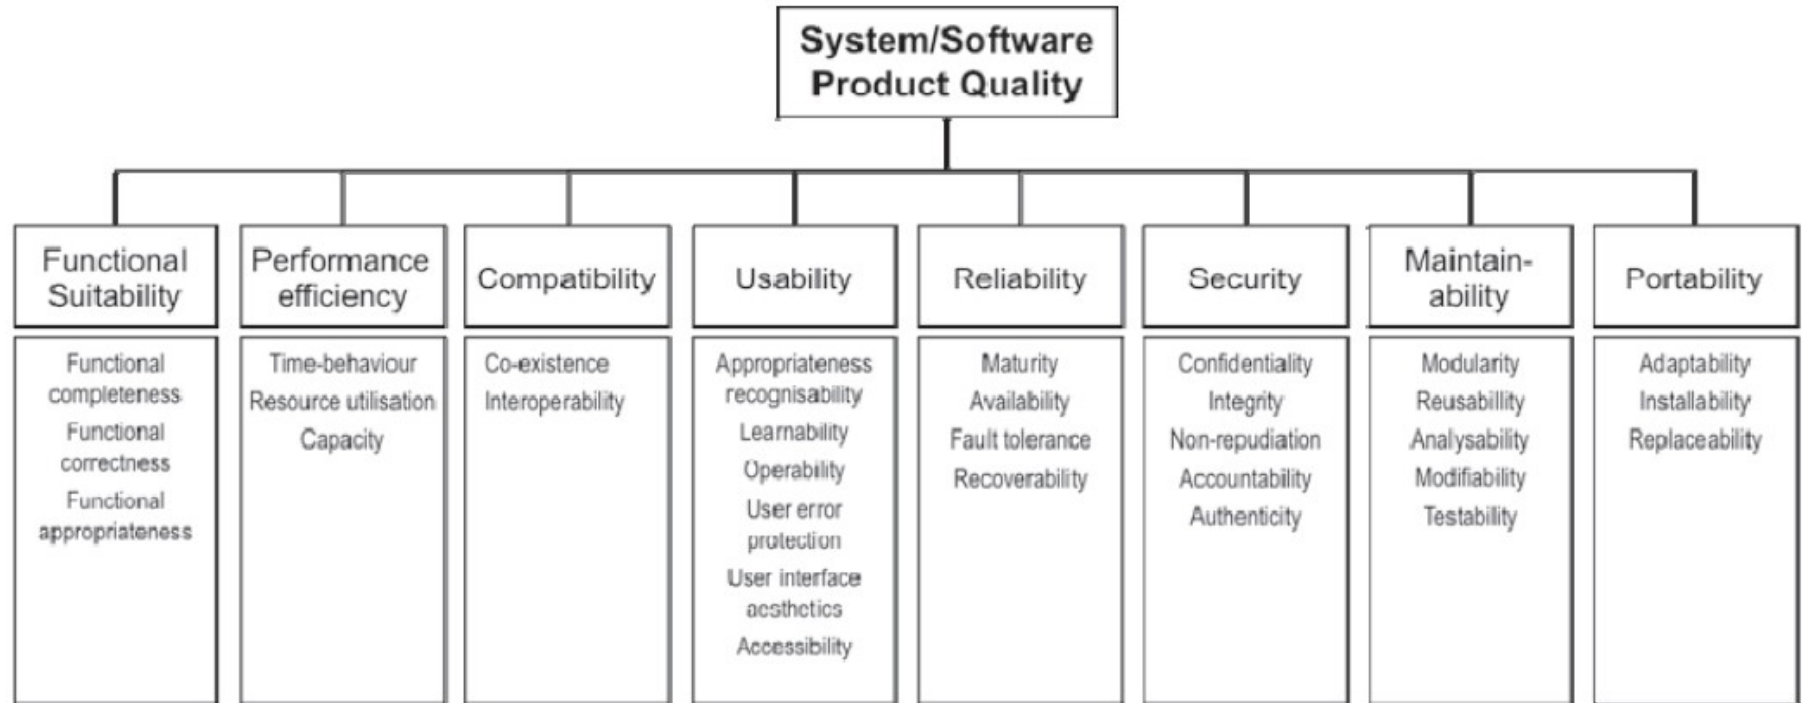 System/Software
Product Quality
Functional
Suitability
Performance
efficiency
Compatibility
Usability
Reliability
Security
Maintain-
ability
Portability
Functional
completeness
Functional
correctness
Functional
appropriateness
Time-behaviour
Resource utilisation
Capacity
Co-existence
Interoperability
Appropriateness
recognisability
Learnability
Operability
User error
protection
User interface
aesthetics
Accessibility
Maturity
Availability
Fault tolerance
Recoverability
Confidentiality
Integrity
Non-repudiation
Accountability
Authenticity
Modularity
Reusabillity
Analysability
Modifiability
Testability
Adaptability
Installability
Replaceability